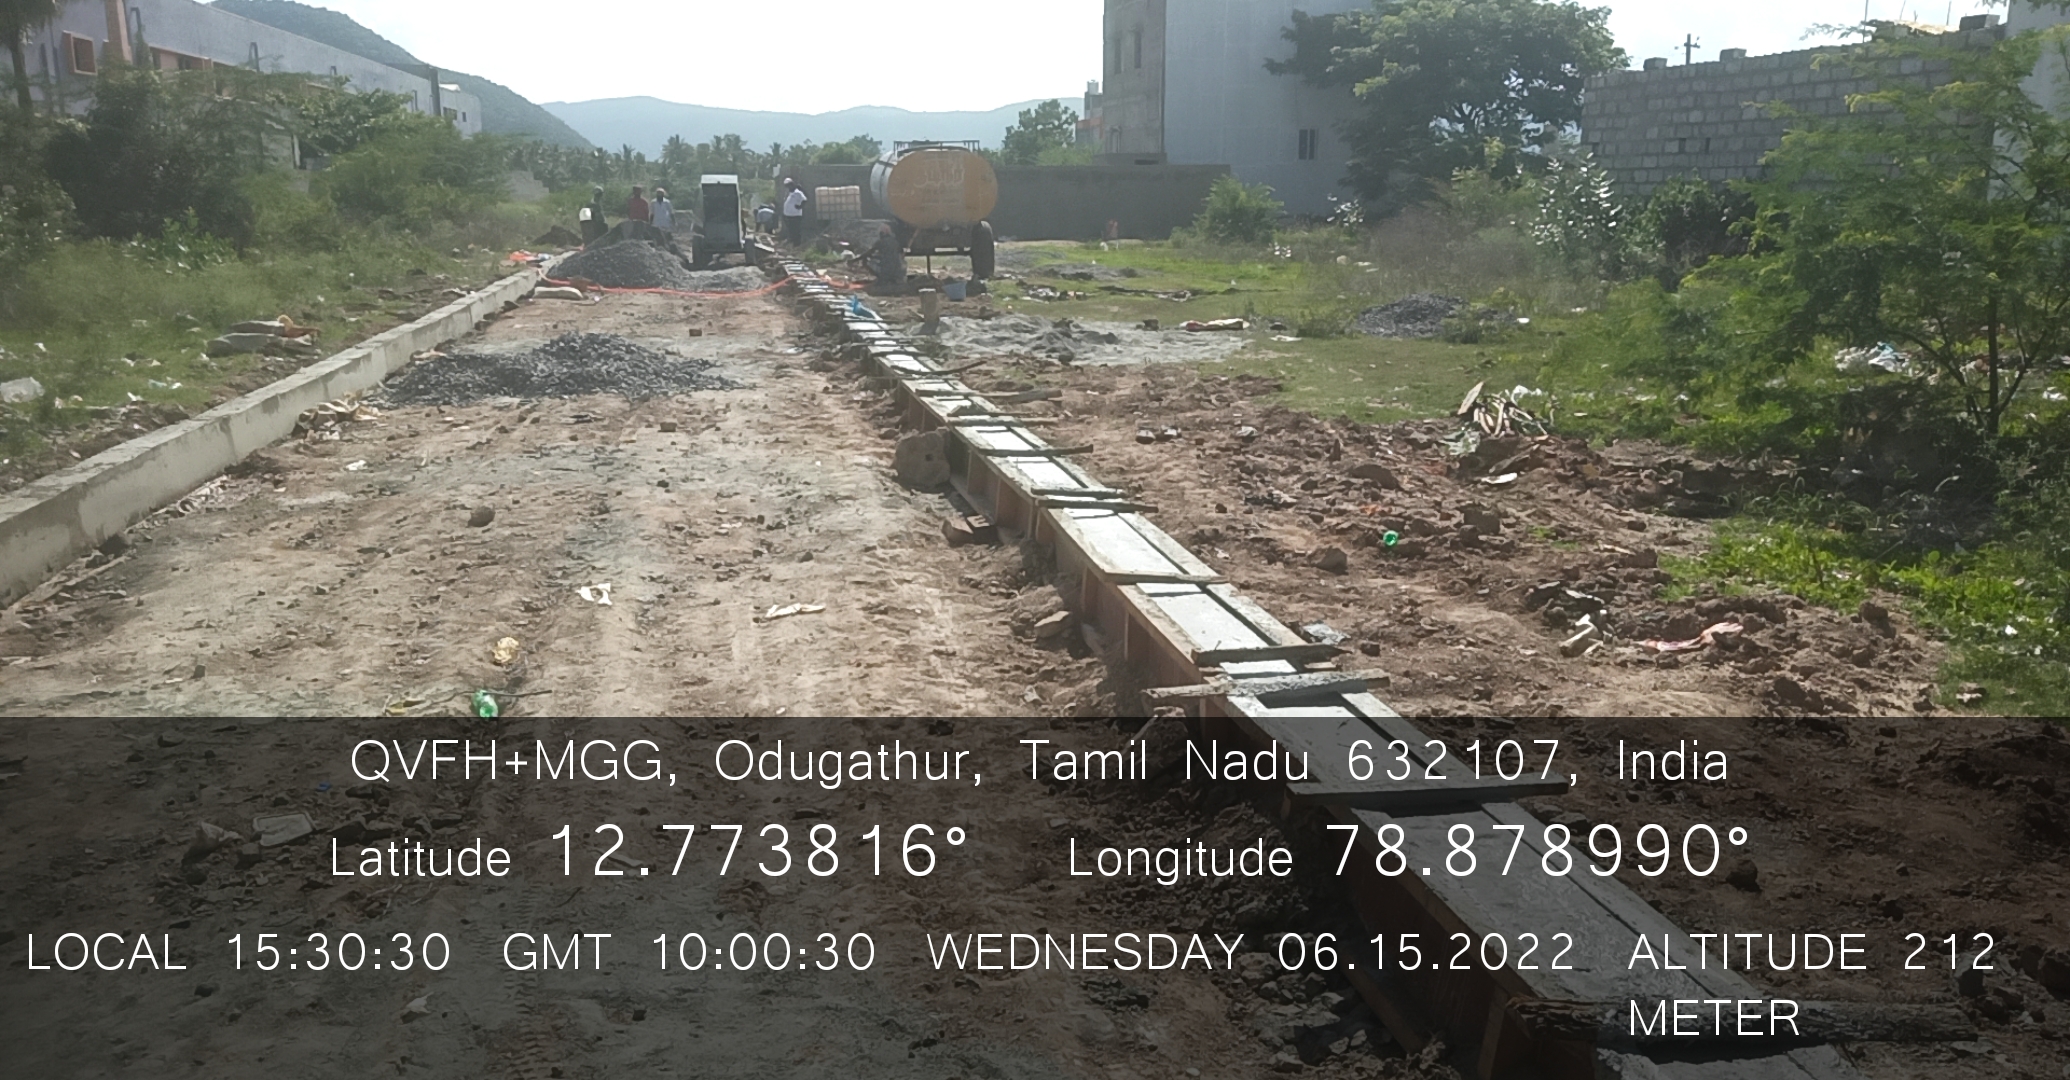 QVFH+MGG, Odugathur, Tamil Nadu 632107, India
Latitude 12.773816° Longitude 78.878990°
LOCAL 15:30:30 GMT 10:00:30 WEDNESDAY 06.15.2022 ALTITUDE 212
METER